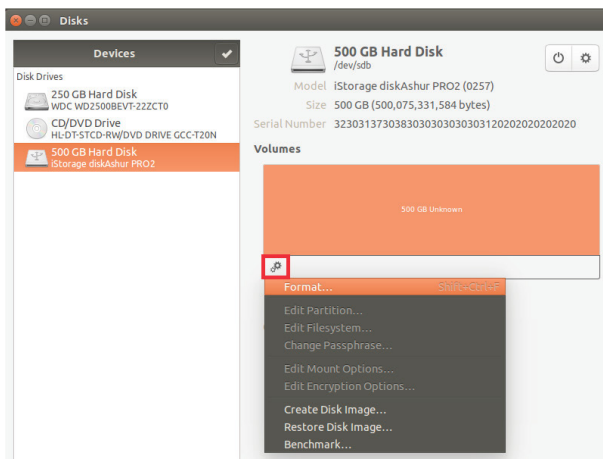 Disks
Devices
Disk Drives
250 GB Hard Disk
WDC WD2500BEVT-22ZCT0
CD/DVD Drive
HL-DT-STCD-RW/DVD DRIVE GCC-T20N
500 GB Hard Disk
iStorage diskAshur PRO2
500 GB Hard Disk
/dev/sdb
Model iStorage diskAshur PRO2 (0257)
Size 500 GB (500,075,331,584 bytes)
Serial Number 32303137303830303030303031202020202020
Volumes
500 GB Unknown
Format... Shift+Ctrl+F
Edit Partition...
Edit Filesystem...
Change Passphrase...
Edit Mount Options...
Edit Encryption Options...
Create Disk Image...
Restore Disk Image...
Benchmark...